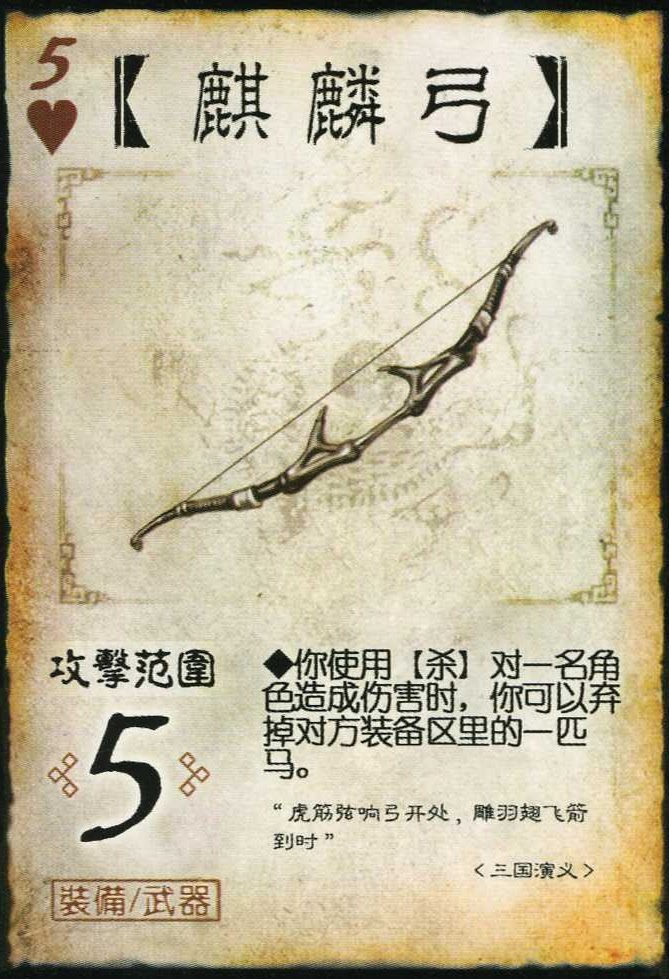 5
【麒麟弓】
攻擊范圍
5
裝備/武器
◆你使用【杀】对一名角
色造成伤害时，你可以弃
掉对方装备区里的一匹
马。
“虎筋弦响弓开处，雕羽翅飞箭
到时”
＜三国演义＞